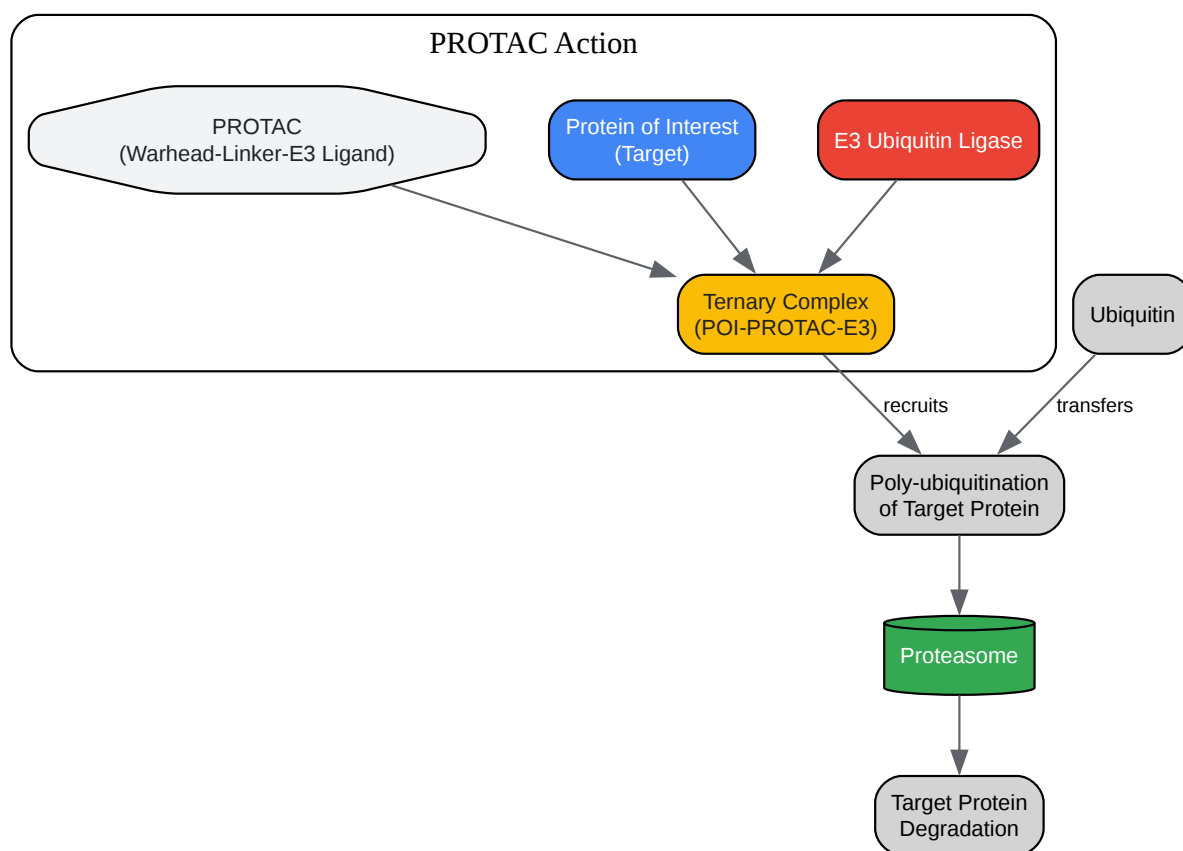 PROTAC Action
PROTAC
(Warhead-Linker-E3 Ligand)
Protein of Interest
(Target)
E3 Ubiquitin Ligase
Ternary Complex
(POI-PROTAC-E3)
Ubiquitin
recruits
transfers
Poly-ubiquitination
of Target Protein
Proteasome
Target Protein
Degradation